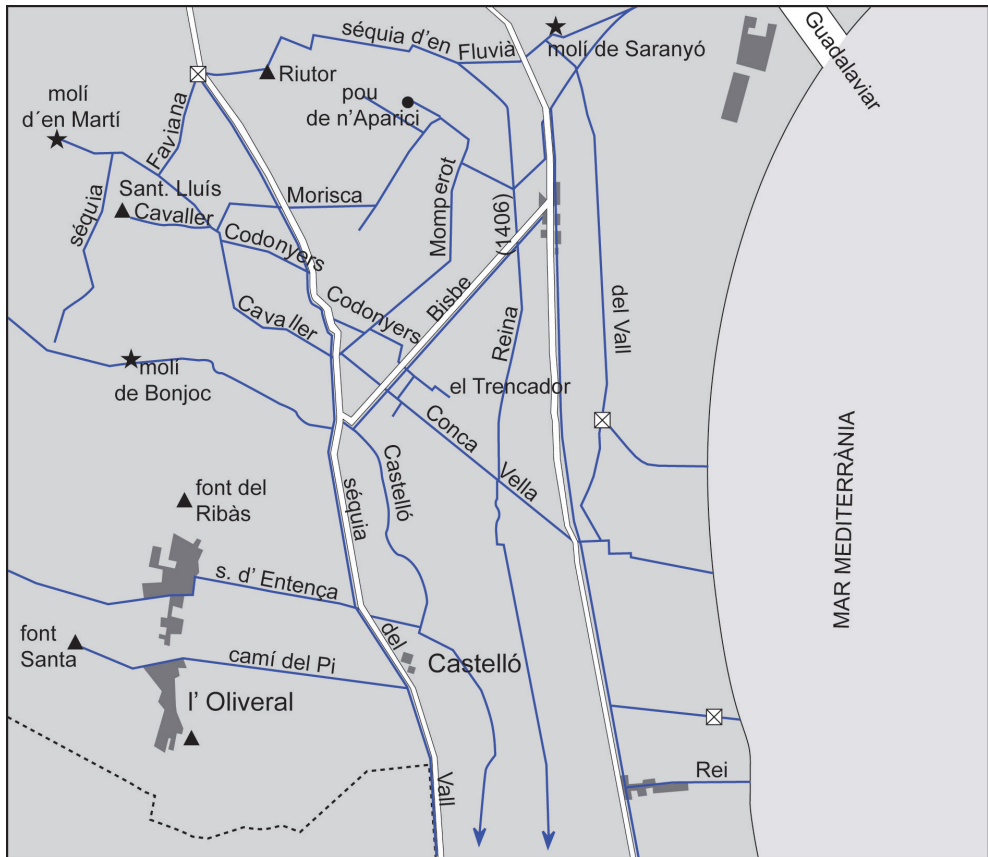 séquia d'en
Fluvià
molí de Saranyó
Guadalaviar
Riutor
pou
de n'Aparici
molí
d´en Martí
Faviana
Sant. Lluís
Cavaller
Morisca
Momperot
(1406)
séquia
Codonyers
Codonyers
Cavaller
Bisbe
Reina
del Vall
molí
de Bonjoc
el Trencador
Conca
Vella
Castelló
séquia
font del
Ribàs
MAR MEDITERRÀNIA
s. d' Entença
font
Santa
camí del Pi
del
Castelló
l' Oliveral
Vall
Rei